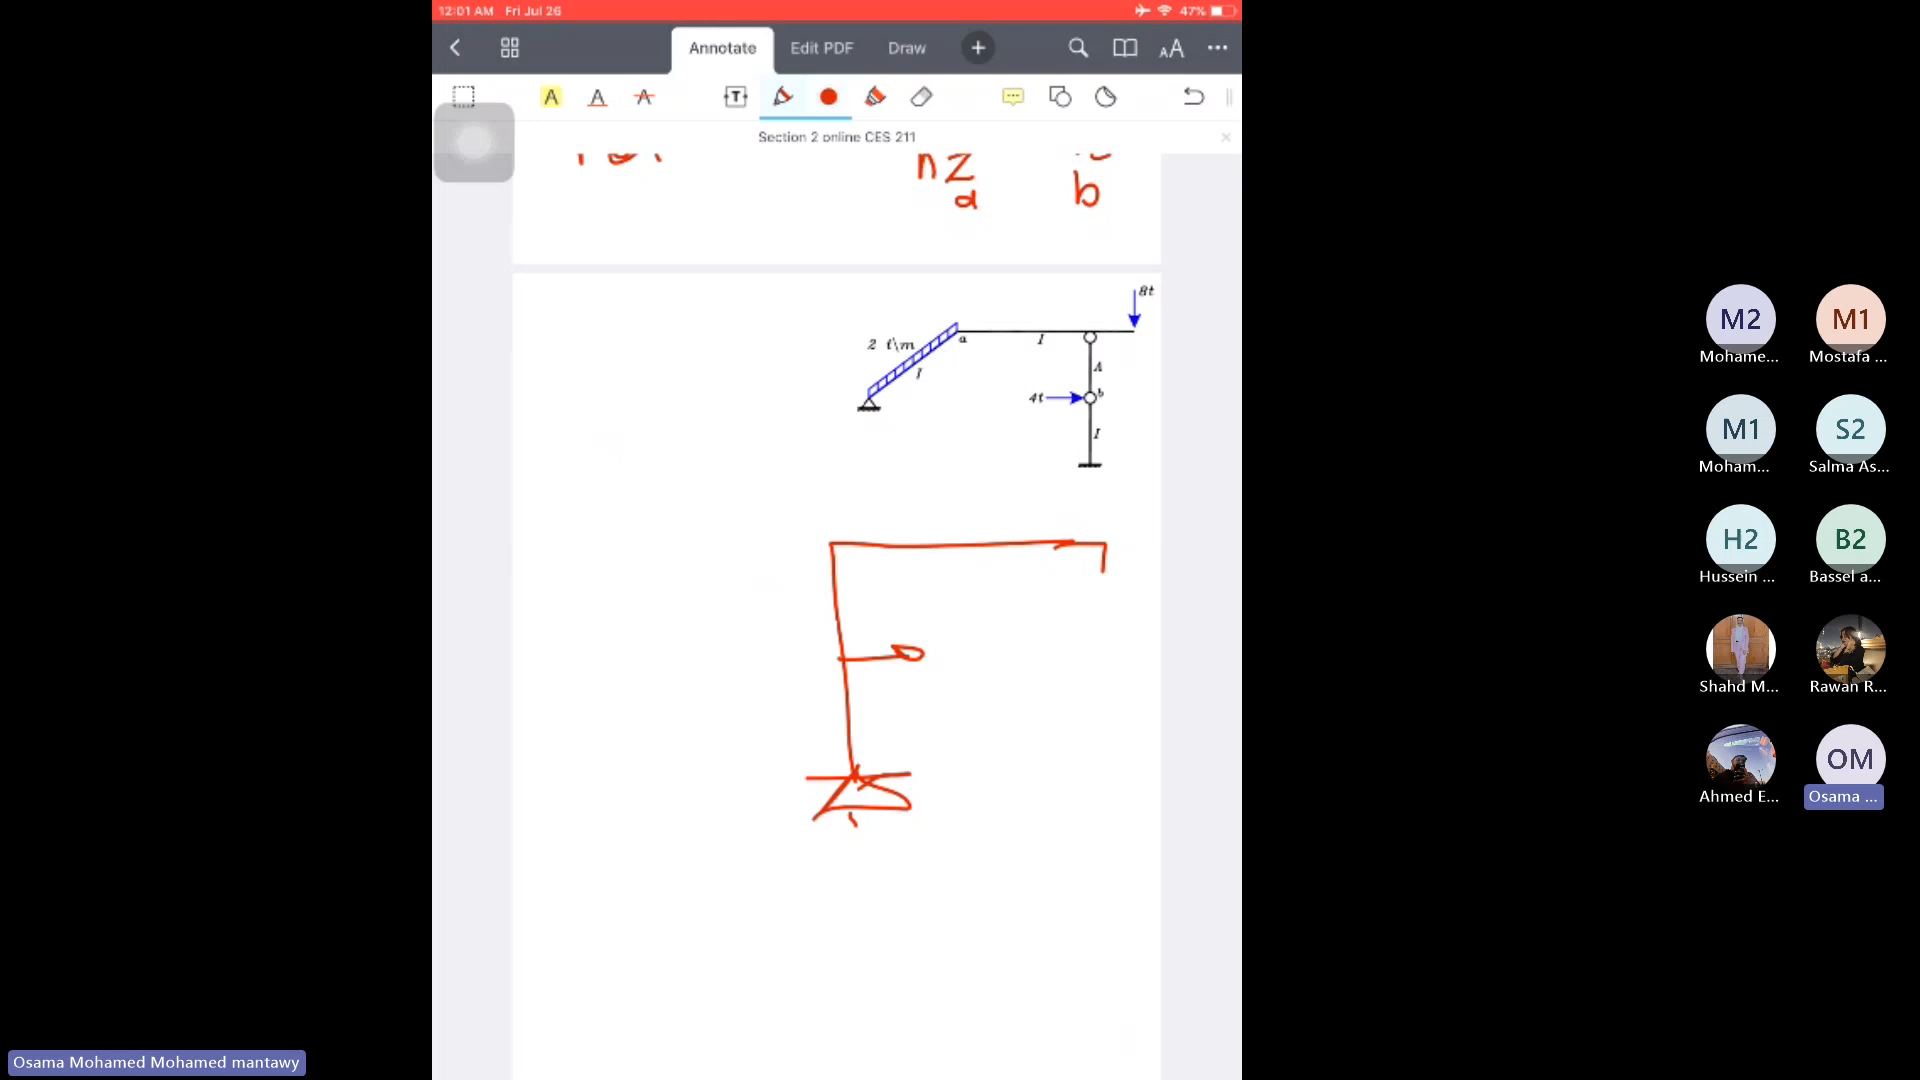 12:01 AM Fri Jul 26
47%
Annotate Edit PDF Draw
AA
A A A T
Section 2 online CES 211
n Z
a
b
8t
2 t\m
a
I
I
A
4t
b
I
M2 M1
Mohame... Mostafa ...
M1 S2
Moham... Salma As...
H2 B2
Hussein ... Bassel a...
Shahd M... Rawan R...
OM
Ahmed E... Osama ...
Osama Mohamed Mohamed mantawy